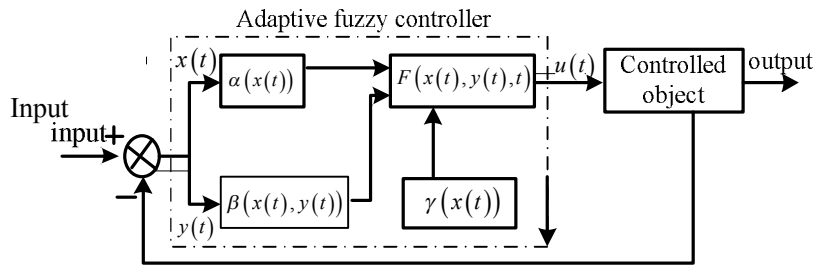 Adaptive fuzzy controller
x(t)
α(x(t))
F(x(t),y(t),t)
u(t)
Controlled
object
output
Input
input
+
−
β(x(t),y(t))
y(t)
γ(x(t))